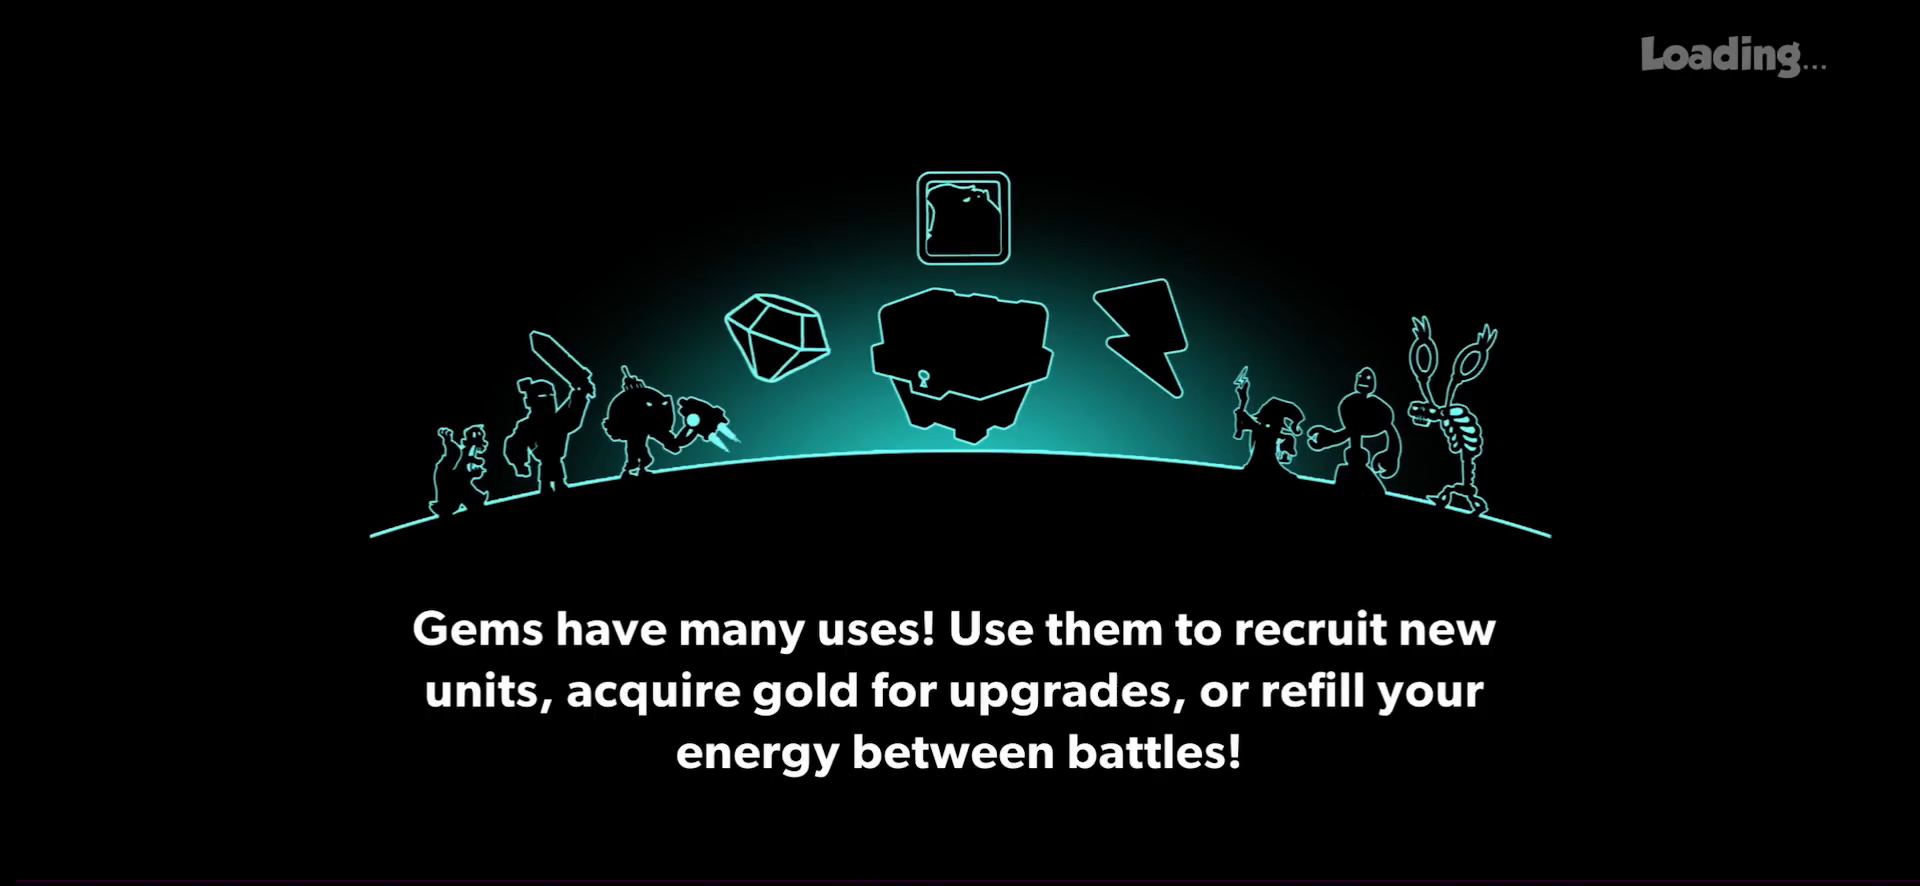 Loading...
Gems have many uses! Use them to recruit new
units, acquire gold for upgrades, or refill your
energy between battles!